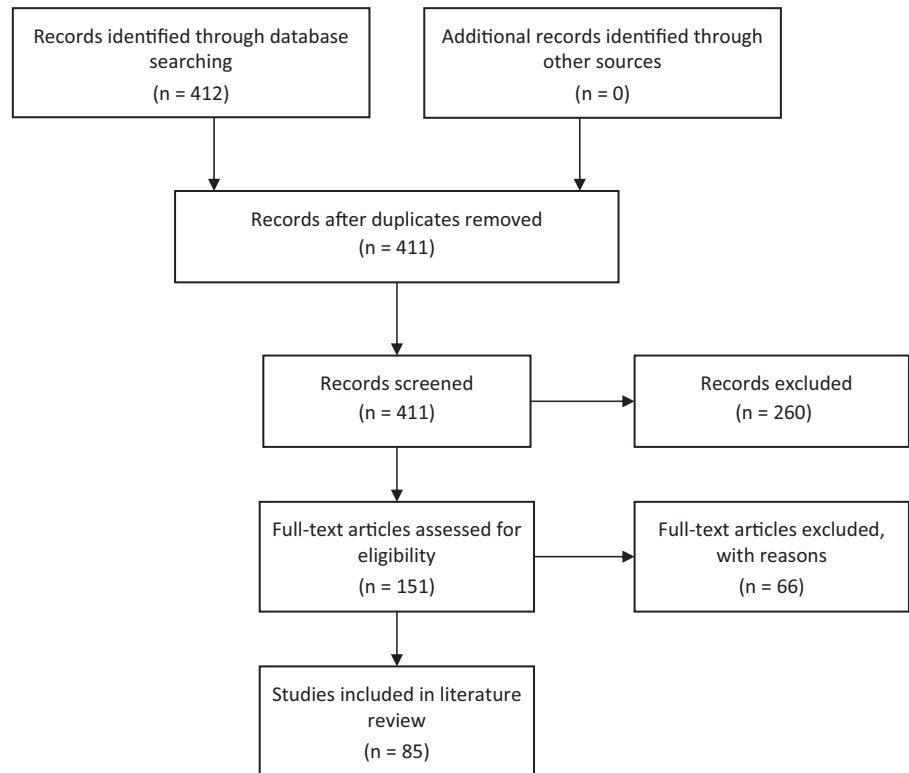 Records identified through database
searching
(n = 412)
Additional records identified through
other sources
(n = 0)
Records after duplicates removed
(n = 411)
Records screened
(n = 411)
Records excluded
(n = 260)
Full-text articles assessed for
eligibility
(n = 151)
Full-text articles excluded,
with reasons
(n = 66)
Studies included in literature
review
(n = 85)